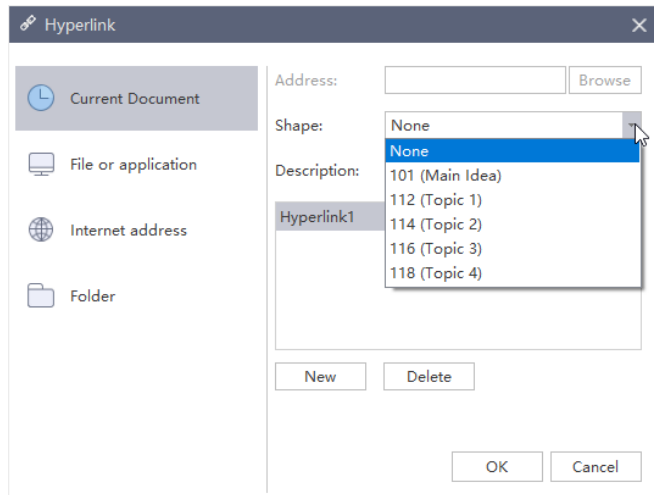 Hyperlink
Current Document
File or application
Internet address
Folder
Address:
Browse
Shape:
None
None
101 (Main Idea)
112 (Topic 1)
114 (Topic 2)
116 (Topic 3)
118 (Topic 4)
Description:
Hyperlink1
New
Delete
OK
Cancel